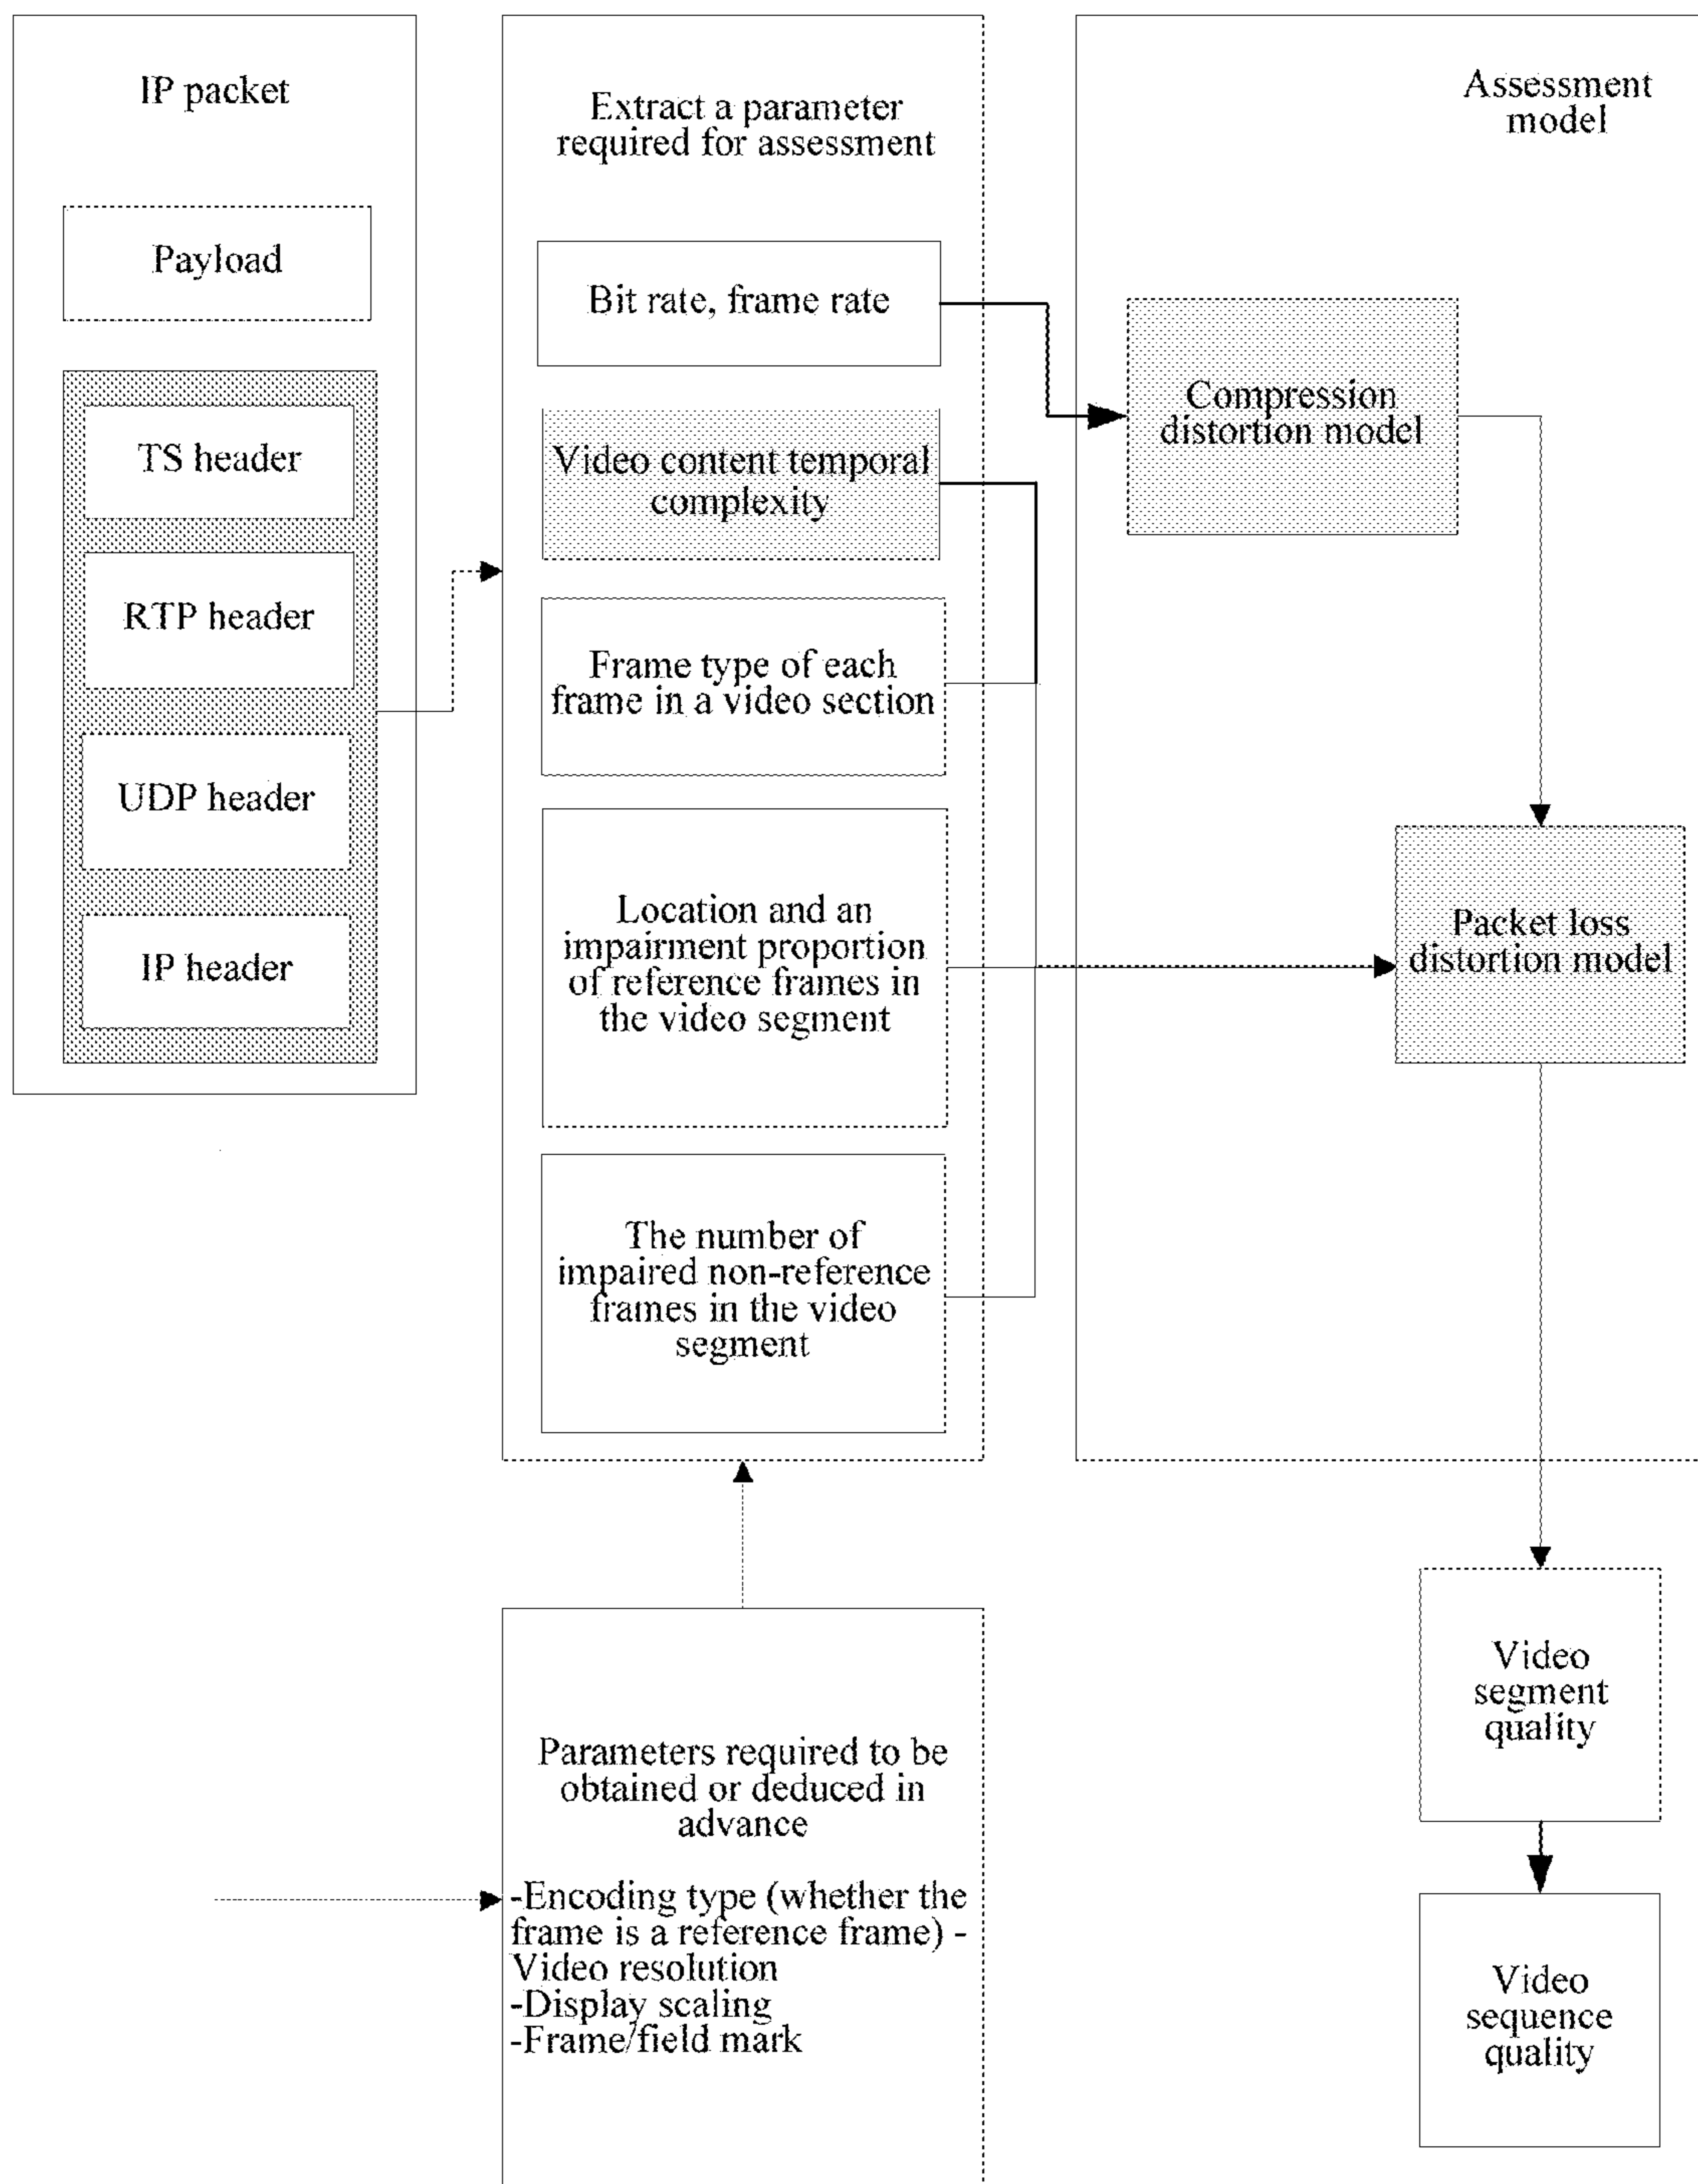 IP packet
Payload
TS header
RTP header
UDP header
IP header
Extract a parameter
required for assessment
Bit rate, frame rate
Video content temporal
complexity
Frame type of each
frame in a video section
Location and an
impairment proportion
of reference frames in
the video segment
The number of
impaired non-reference
frames in the video
segment
Parameters required to be
obtained or deduced in
advance
-Encoding type (whether the
frame is a reference frame) -
Video resolution
-Display scaling
-Frame/field mark
Assessment
model
Compression
distortion model
Packet loss
distortion model
Video
segment
quality
Video
sequence
quality